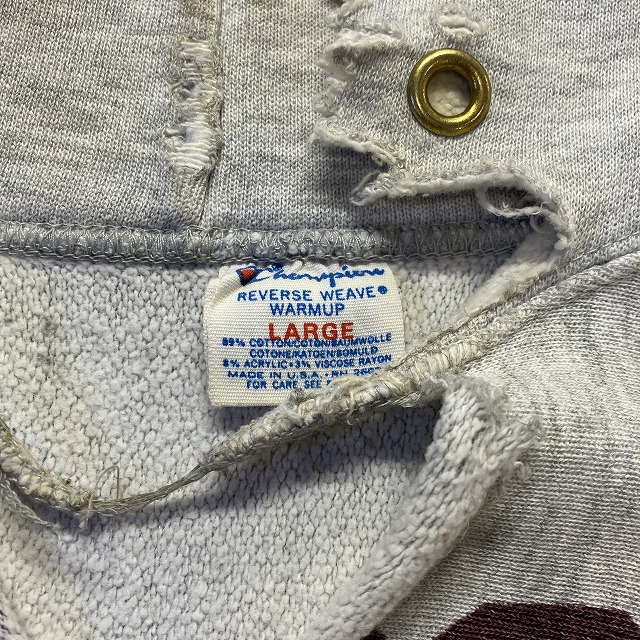 Champion
REVERSE WEAVE®
WARMUP
LARGE
89% COTTON/COTON/BAUMWOLLE
COTONE/KATOEN/BOMULD
8% ACRYLIC • 3% VISCOSE RAYON
MADE IN U.S.A.
FOR CARE SEE